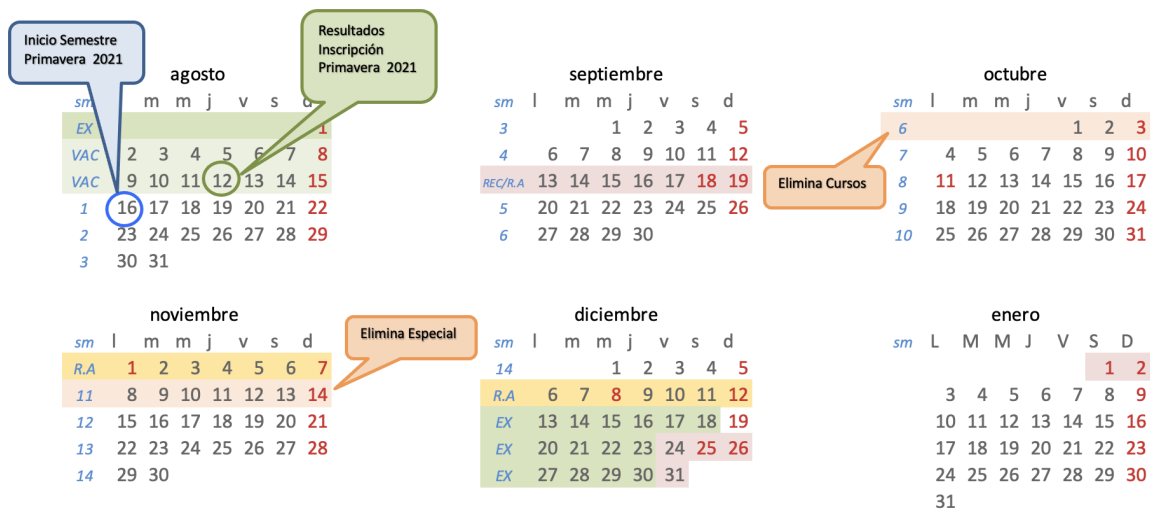 Inicio Semestre
Primavera 2021
Resultados
Inscripción
Primavera 2021
agosto
sm m m j v s d
EX 1
VAC 2 3 4 5 6 7 8
VAC 9 10 11 12 13 14 15
1 16 17 18 19 20 21 22
2 23 24 25 26 27 28 29
3 30 31
septiembre
sm l m m j v s d
3 1 2 3 4 5
4 6 7 8 9 10 11 12
REC/R.A 13 14 15 16 17 18 19
5 20 21 22 23 24 25 26
6 27 28 29 30
octubre
sm l m m j v s d
6 1 2 3
7 4 5 6 7 8 9 10
8 11 12 13 14 15 16 17
9 18 19 20 21 22 23 24
10 25 26 27 28 29 30 31
Elimina Cursos
noviembre
sm l m m j v s d
R.A 1 2 3 4 5 6 7
11 8 9 10 11 12 13 14
12 15 16 17 18 19 20 21
13 22 23 24 25 26 27 28
14 29 30
Elimina Especial
diciembre
sm l m m j v s d
14 1 2 3 4 5
R.A 6 7 8 9 10 11 12
EX 13 14 15 16 17 18 19
EX 20 21 22 23 24 25 26
EX 27 28 29 30 31
enero
sm L M M J V S D
1 2
3 4 5 6 7 8 9
10 11 12 13 14 15 16
17 18 19 20 21 22 23
24 25 26 27 28 29 30
31